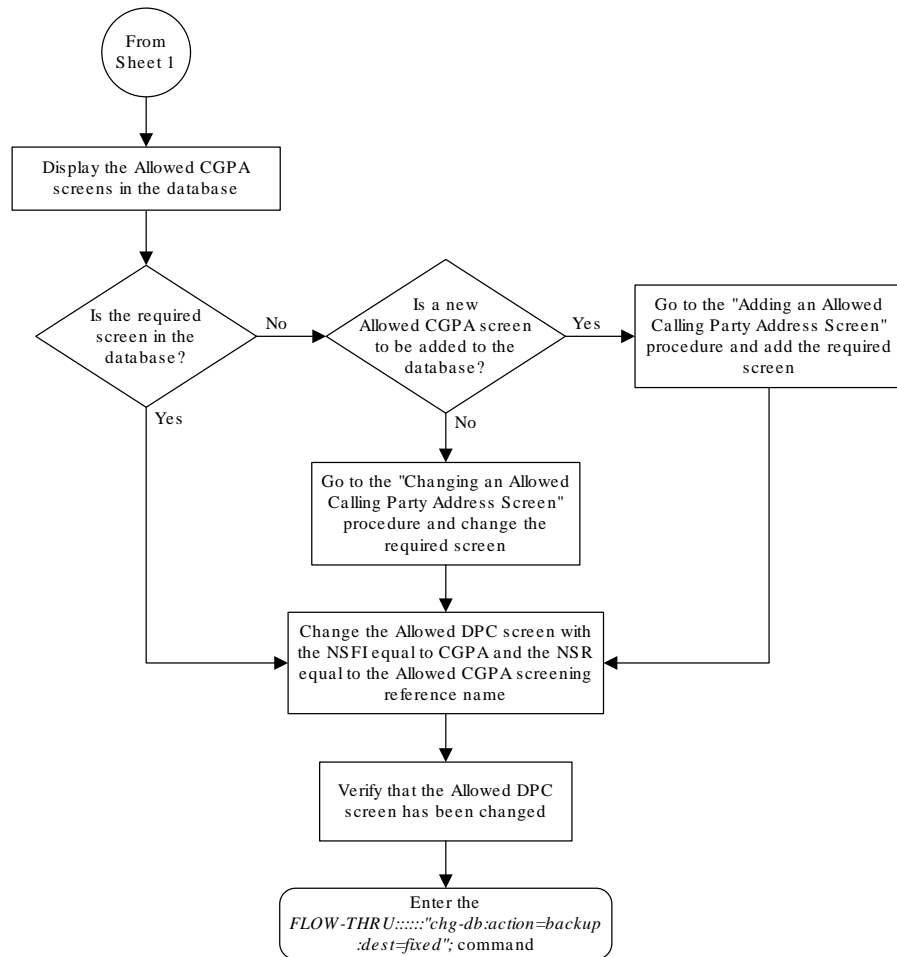 From
Sheet 1
Display the Allowed CGPA
screens in the database
Is the required
screen in the
database?
No
Is a new
Allowed CGPA screen
to be added to the
database?
Yes
Go to the "Adding an Allowed
Calling Party Address Screen"
procedure and add the required
screen
Yes
No
Go to the "Changing an Allowed
Calling Party Address Screen"
procedure and change the
required screen
Change the Allowed DPC screen with
the NSFI equal to CGPA and the NSR
equal to the Allowed CGPA screening
reference name
Verify that the Allowed DPC
screen has been changed
Enter the
FLOW-THRU::::::"chg-db:action=backup
:dest=fixed"; command